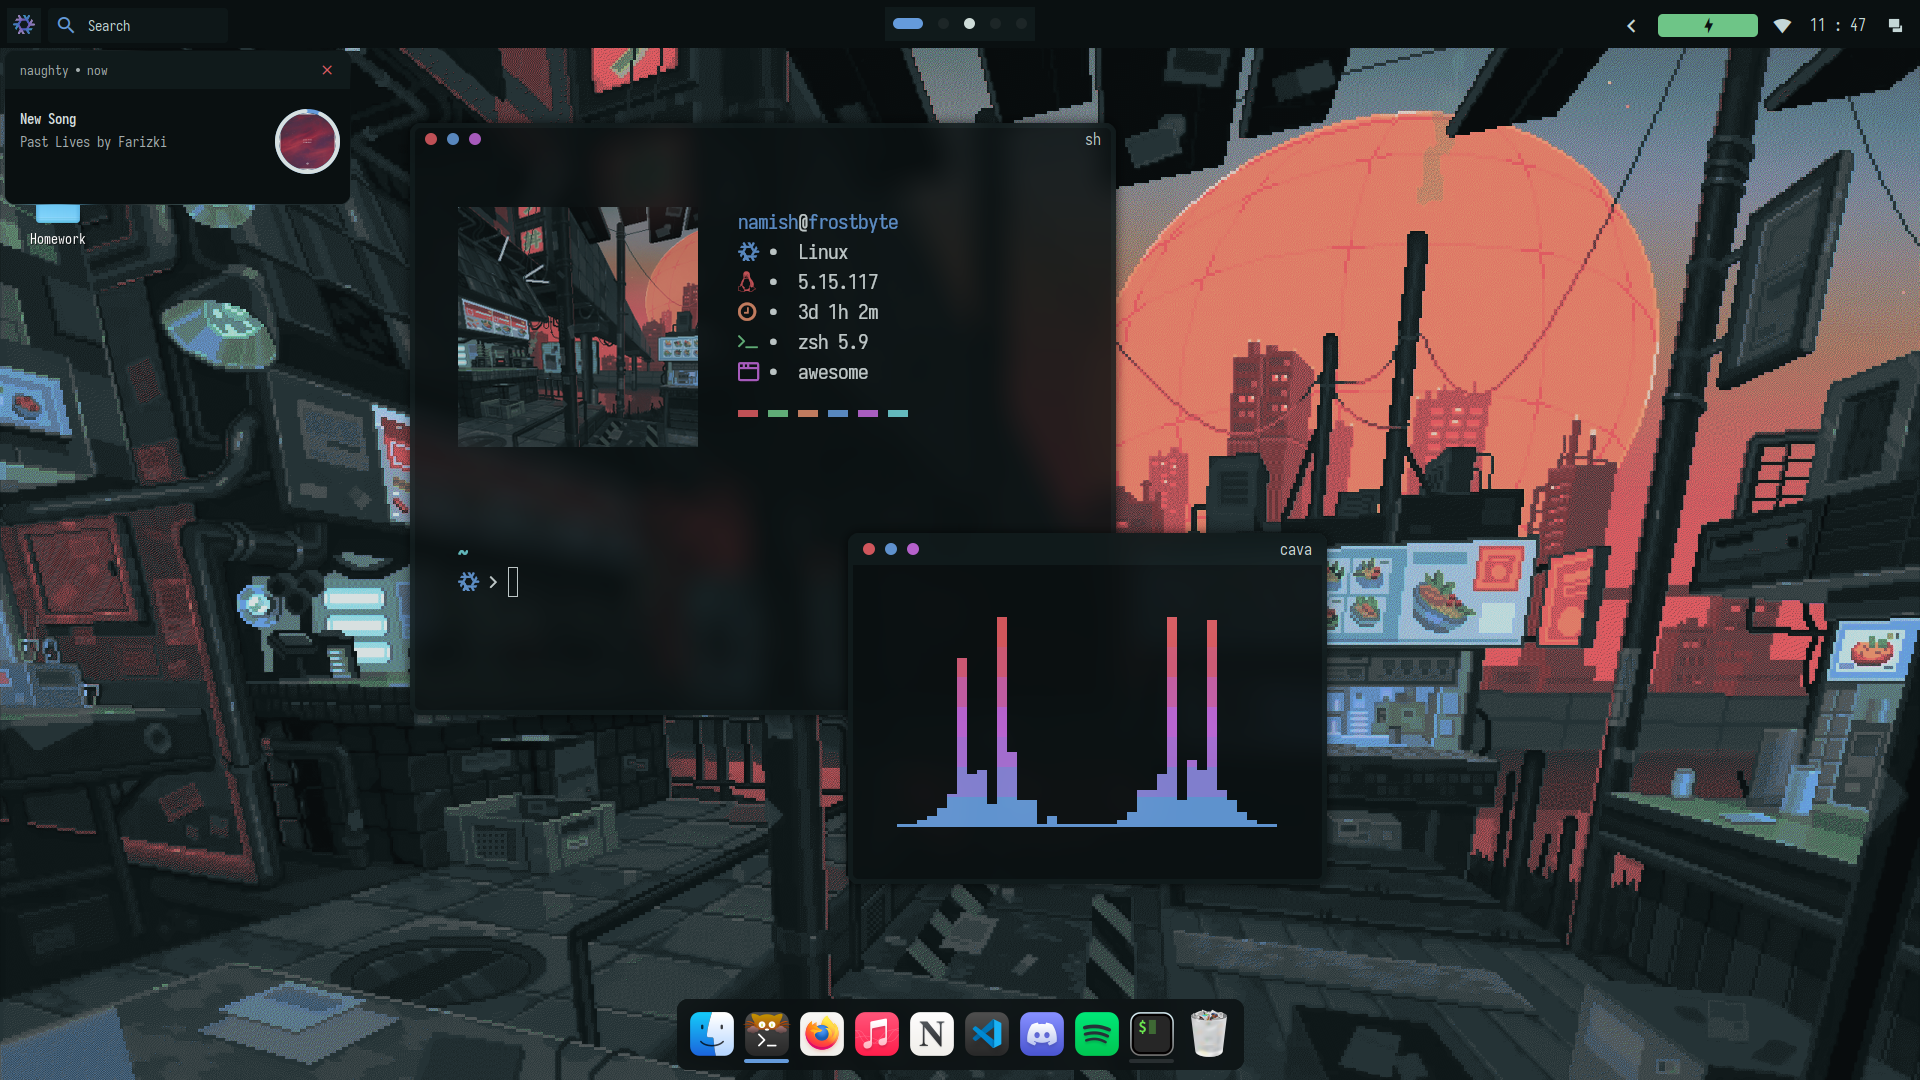 Search
11 : 47
naughty • now
New Song
Past Lives by Farizki
Homework
sh
namish@frostbyte
• Linux
• 5.15.117
• 3d 1h 2m
• zsh 5.9
• awesome
~
cava
N
$